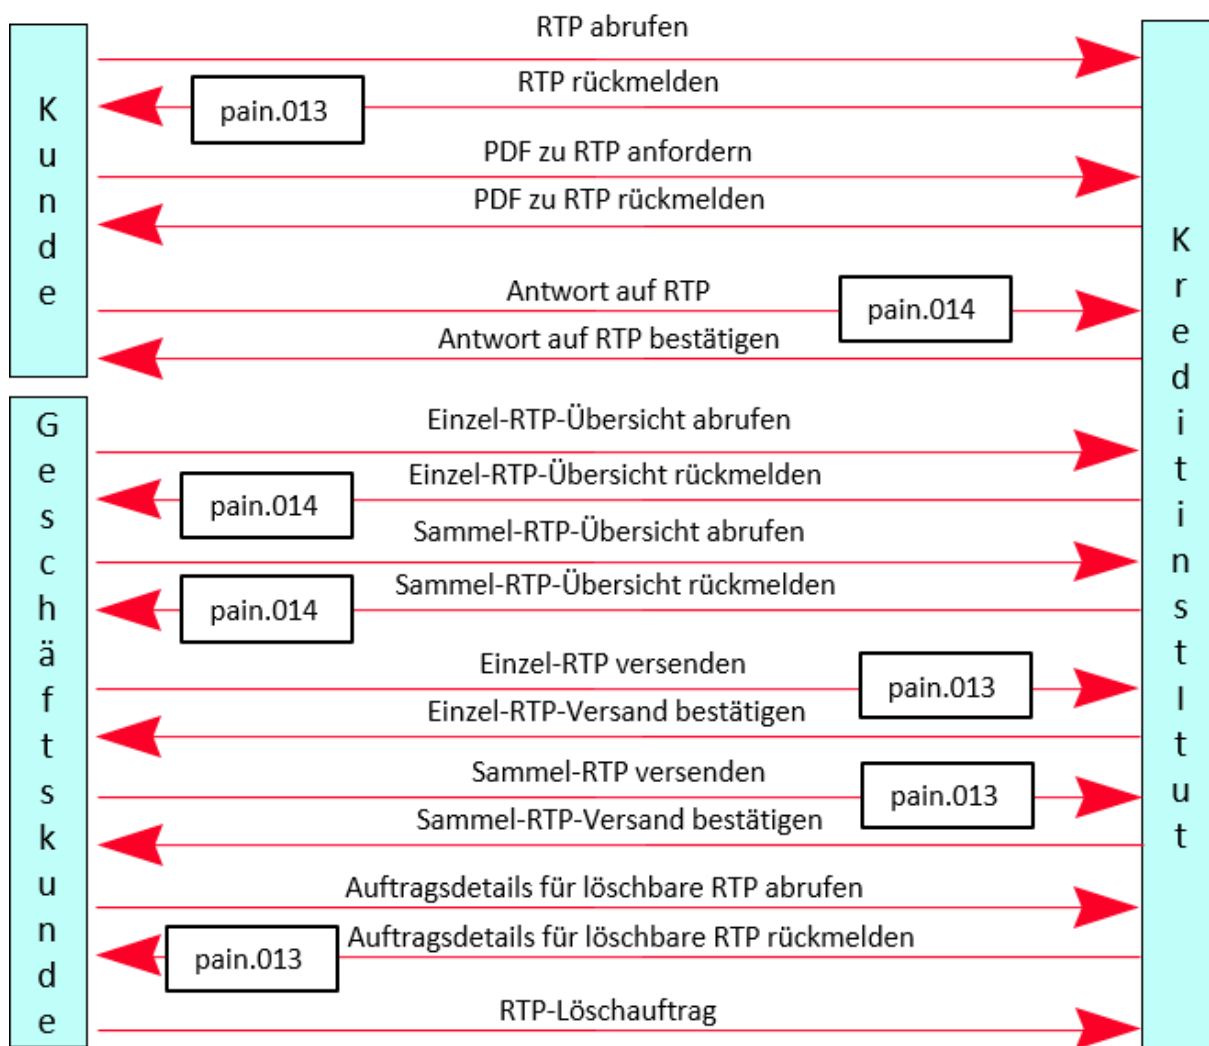 RTP abrufen
RTP rückmelden
pain.013
PDF zu RTP anfordern
PDF zu RTP rückmelden
Antwort auf RTP
pain.014
Antwort auf RTP bestätigen
Kunde
Einzel-RTP-Übersicht abrufen
Einzel-RTP-Übersicht rückmelden
pain.014
Sammel-RTP-Übersicht abrufen
Sammel-RTP-Übersicht rückmelden
pain.014
Einzel-RTP versenden
pain.013
Einzel-RTP-Versand bestätigen
Sammel-RTP versenden
pain.013
Sammel-RTP-Versand bestätigen
Auftragsdetails für löschbare RTP abrufen
Auftragsdetails für löschbare RTP rückmelden
pain.013
RTP-Löschauftrag
Geschäftskunde
KreditinstItut